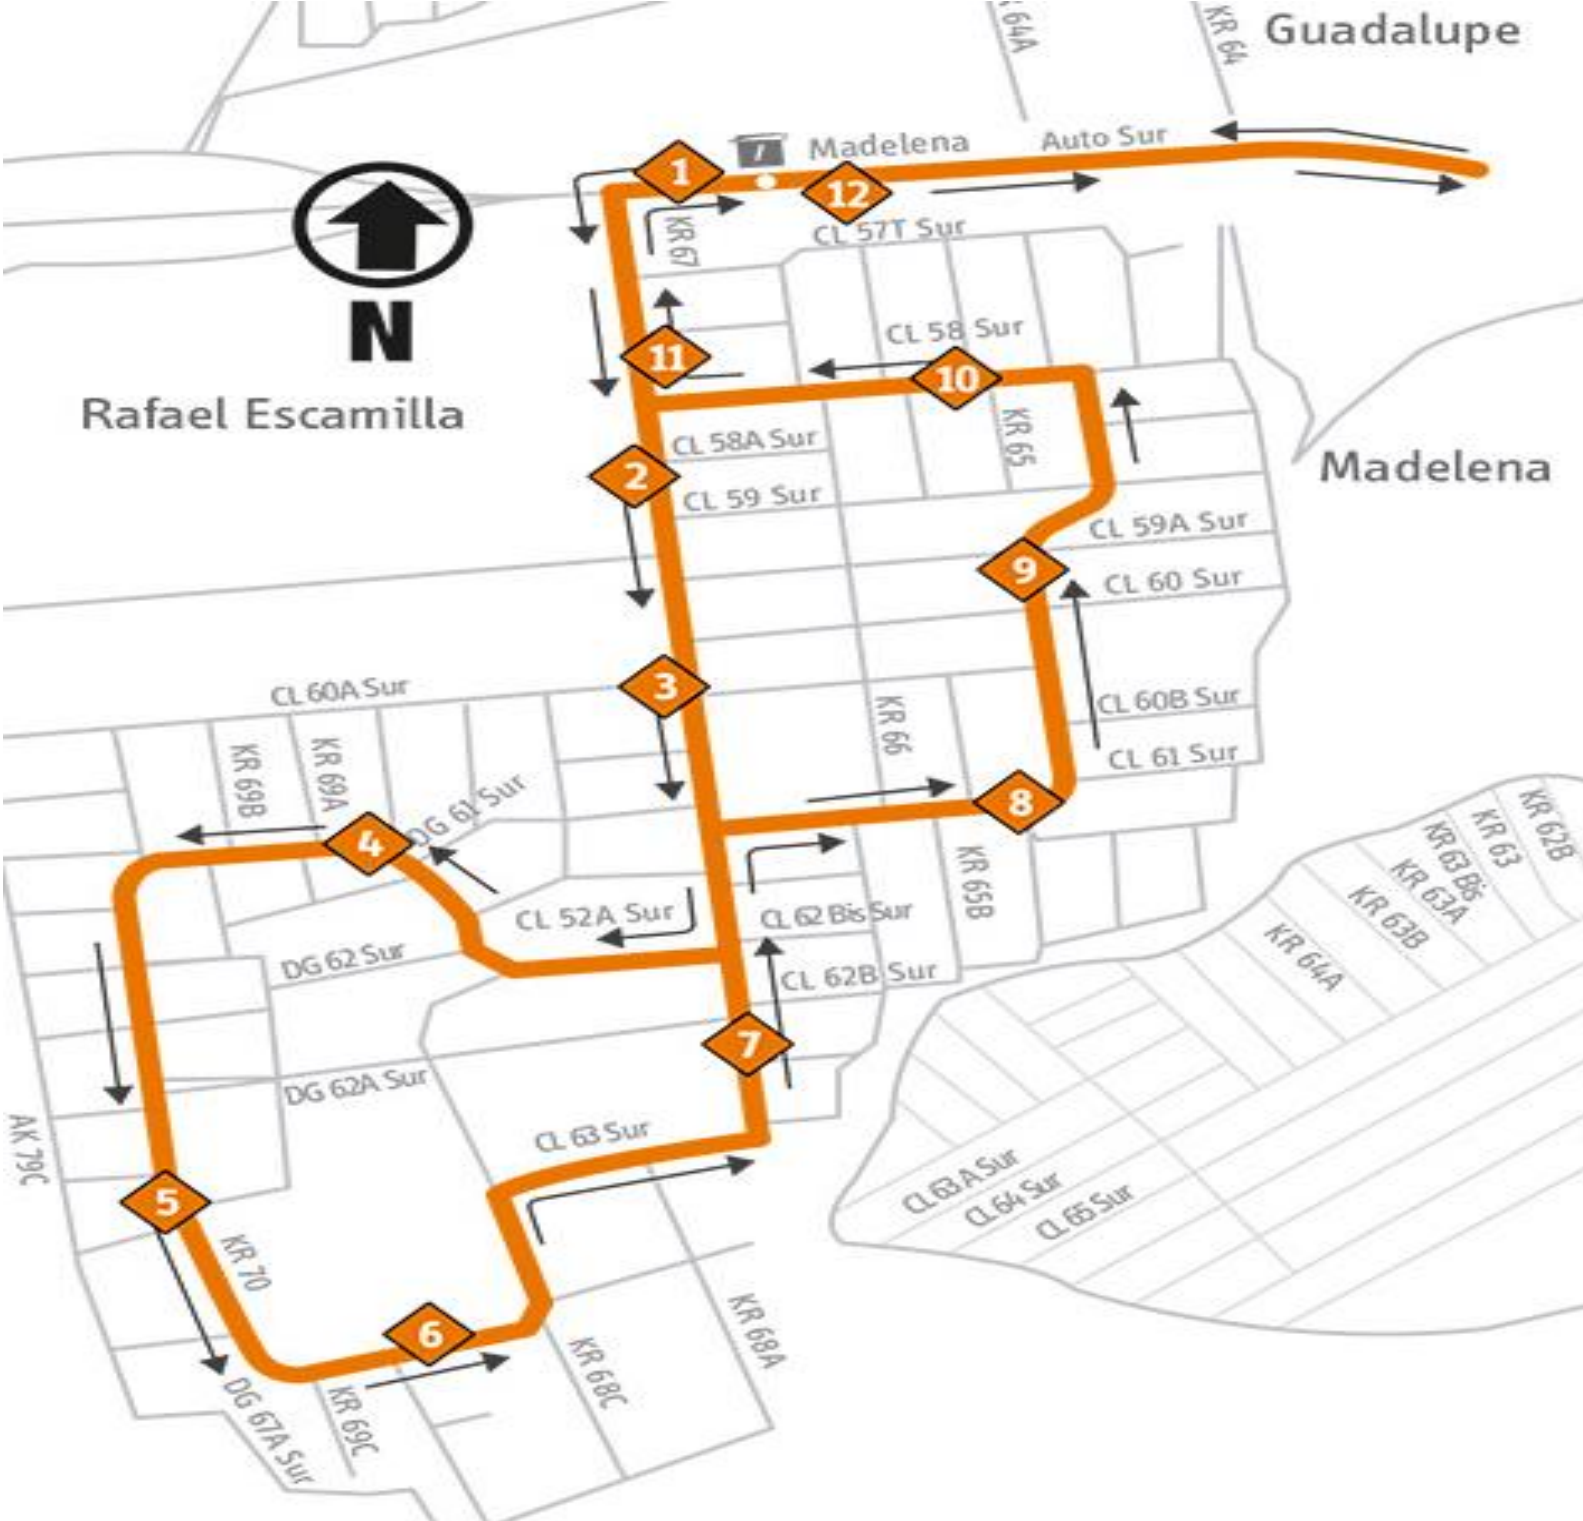 64A
KR 64
Guadalupe
1
Madelena
Auto Sur
12
KR 67
CL 57T Sur
N
11
CL 58 Sur
10
Rafael Escamilla
KR 65
CL 58A Sur
2
CL 59 Sur
Madelena
CL 59A Sur
9
CL 60 Sur
CL 60A Sur
3
KR 66
CL 60B Sur
KR 69B
KR 69A
CL 61 Sur
DG 61 Sur
8
4
KR 65B
KR 62B
KR 63
KR 63 Bis
KR 63A
KR 63B
KR 64A
CL 52A Sur
CL 62 Bis Sur
DG 62 Sur
CL 62B Sur
7
DG 62A Sur
AK 79C
CL 63 Sur
CL 63 A Sur
CL 64 Sur
CL 65 Sur
5
KR 70
6
KR 68A
KR 68C
DG 67A Sur
KR 69C